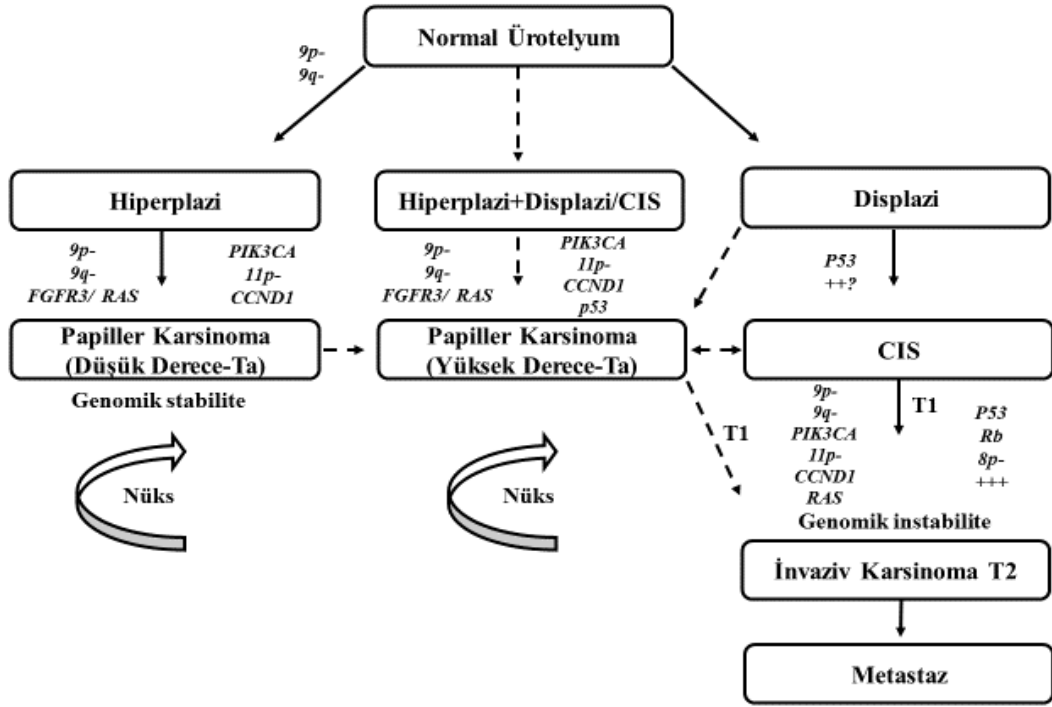 Normal Ürotelyum
9p-
9q-
Hiperplazi
Hiperplazi+Displazi/CIS
Displazi
9p-
9q-
FGFR3/ RAS
PIK3CA
11p-
CCND1
9p-
9q-
FGFR3/ RAS
PIK3CA
11p-
CCND1
p53
P53
++?
Papiller Karsinoma
(Düşük Derece-Ta)
Papiller Karsinoma
(Yüksek Derece-Ta)
CIS
Genomik stabilite
Nüks
Nüks
T1
9p-
9q-
PIK3CA
11p-
CCND1
RAS
T1
P53
Rb
8p-
+++
Genomik instabilite
İnvaziv Karsinoma T2
Metastaz